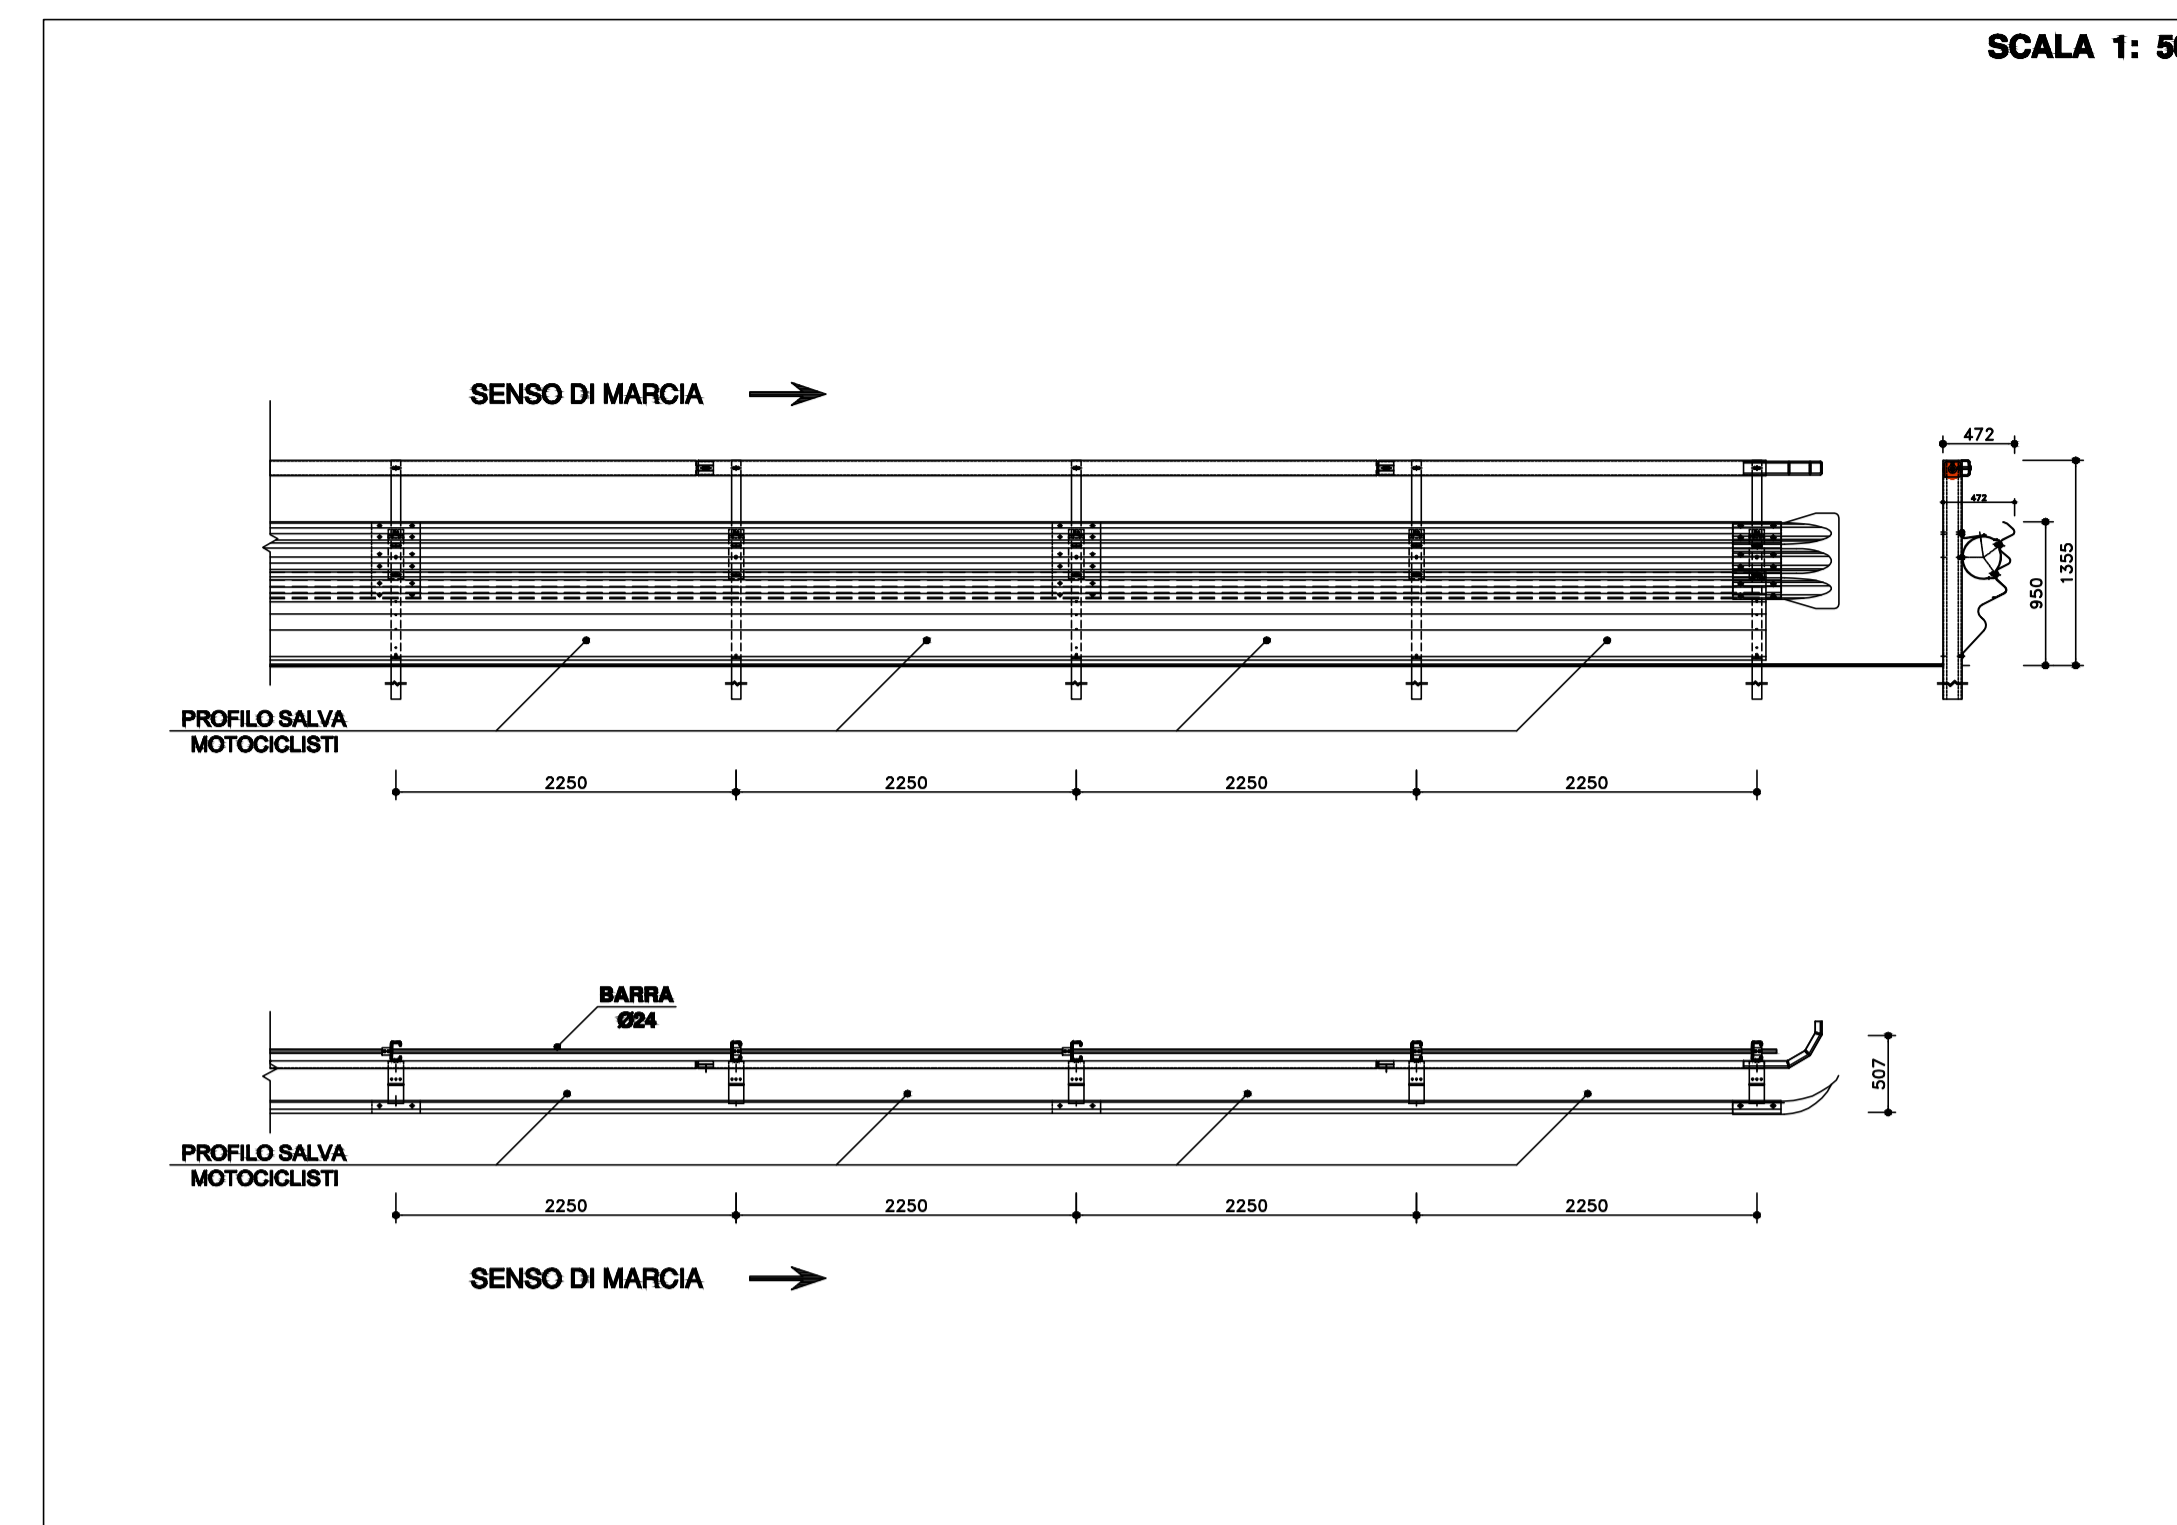 SCALA 1: 50
SENSO DI MARCIA
472
472
1355
950
PROFILO SALVA
MOTOCICLISTI
2250 2250 2250 2250
BARRA
Ø24
507
PROFILO SALVA
MOTOCICLISTI
2250 2250 2250 2250
SENSO DI MARCIA